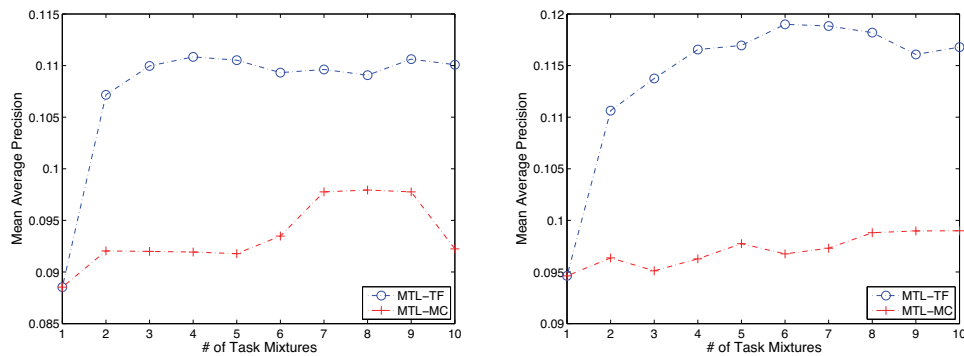 0.115
0.11
0.105
0.1
0.095
0.09
0.085
Mean Average Precision
1 2 3 4 5 6 7 8 9 10
# of Task Mixtures
MTL-TF
MTL-MC
0.12
0.115
0.11
0.105
0.1
0.095
0.09
Mean Average Precision
1 2 3 4 5 6 7 8 9 10
# of Task Mixtures
MTL-TF
MTL-MC